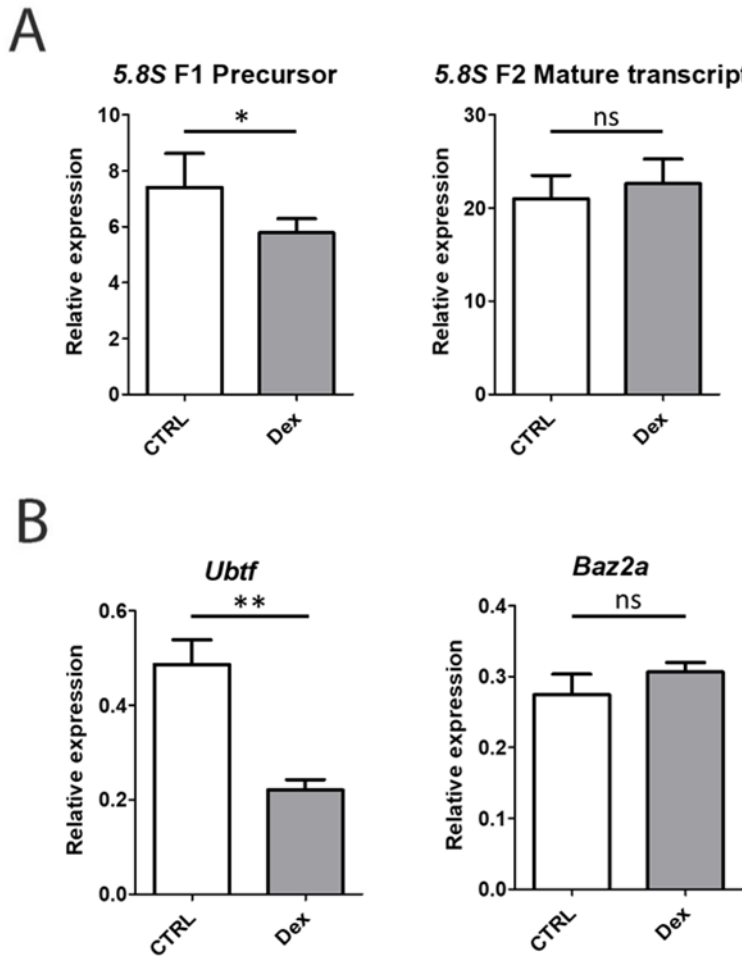 A
5.8S F1 Precursor
5.8S F2 Mature transcript
10
8
6
4
2
0
Relative expression
*
CTRL
Dex
30
20
10
0
Relative expression
ns
CTRL
Dex
B
Ubtf
Baz2a
0.6
0.4
0.2
0.0
Relative expression
**
CTRL
Dex
0.4
0.3
0.2
0.1
0.0
Relative expression
ns
CTRL
Dex